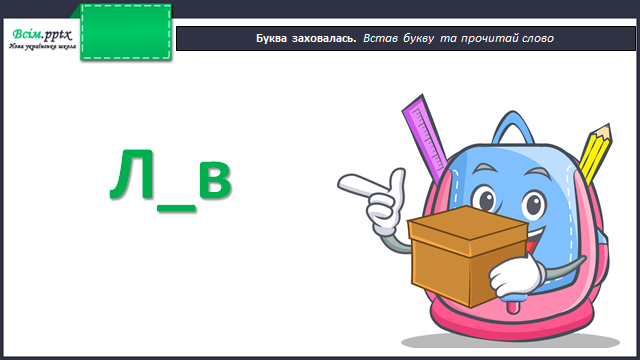 Всім.pptx
Нова українська школа
Буква заховалась. Встав букву та прочитай слово
Л_в